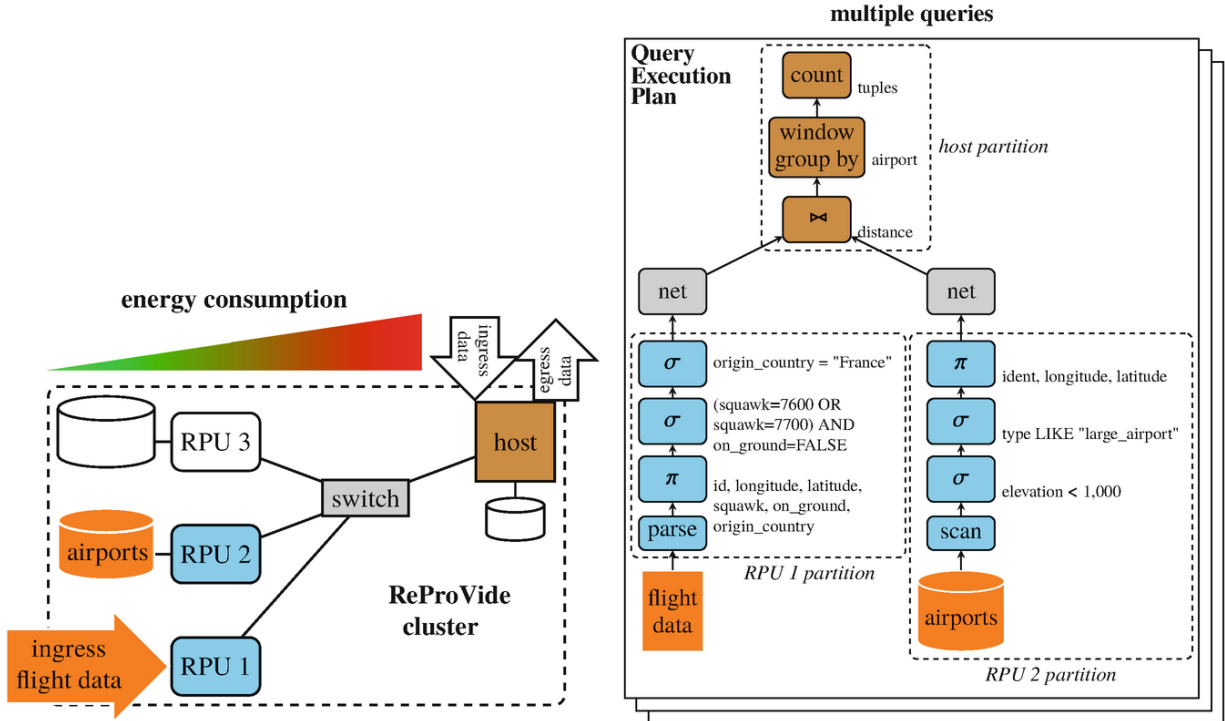 energy consumption
ingress
data
egress
data
RPU 3
host
switch
airports
RPU 2
ReProVide
cluster
ingress
flight data
RPU 1
multiple queries
Query
Execution
Plan
count
tuples
window
group by
airport
host partition
⋈
distance
net
net
σ
origin_country = "France"
σ
(squawk=7600 OR
squawk=7700) AND
on_ground=FALSE
π
id, longitude, latitude,
squawk, on_ground,
origin_country
parse
RPU 1 partition
flight
data
π
ident, longitude, latitude
σ
type LIKE "large_airport"
σ
elevation < 1,000
scan
airports
RPU 2 partition